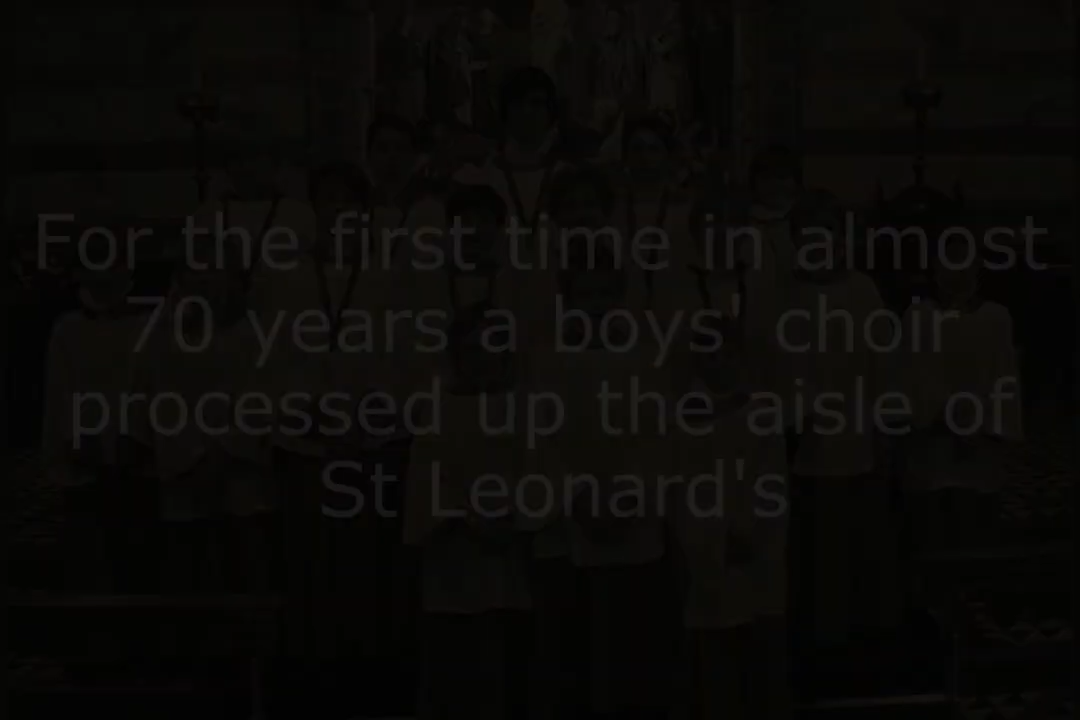 For the first time in almost
70 years a boys' choir
processed up the aisle of
St Leonard's